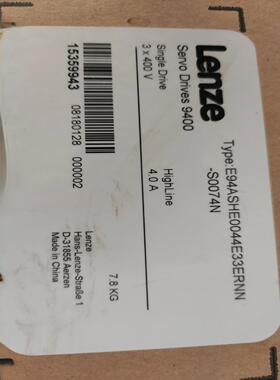 Lenze
Servo Drives 9400
Type:E94ASHE0044E33ERNN
-S0074N
Single Drive
HighLine
3 x 400 V
4.0 A
15359943
08180128
000002
7.8 KG
Lenze
Hans-Lenze-Straße 1
D-31855 Aerzen
Made in China